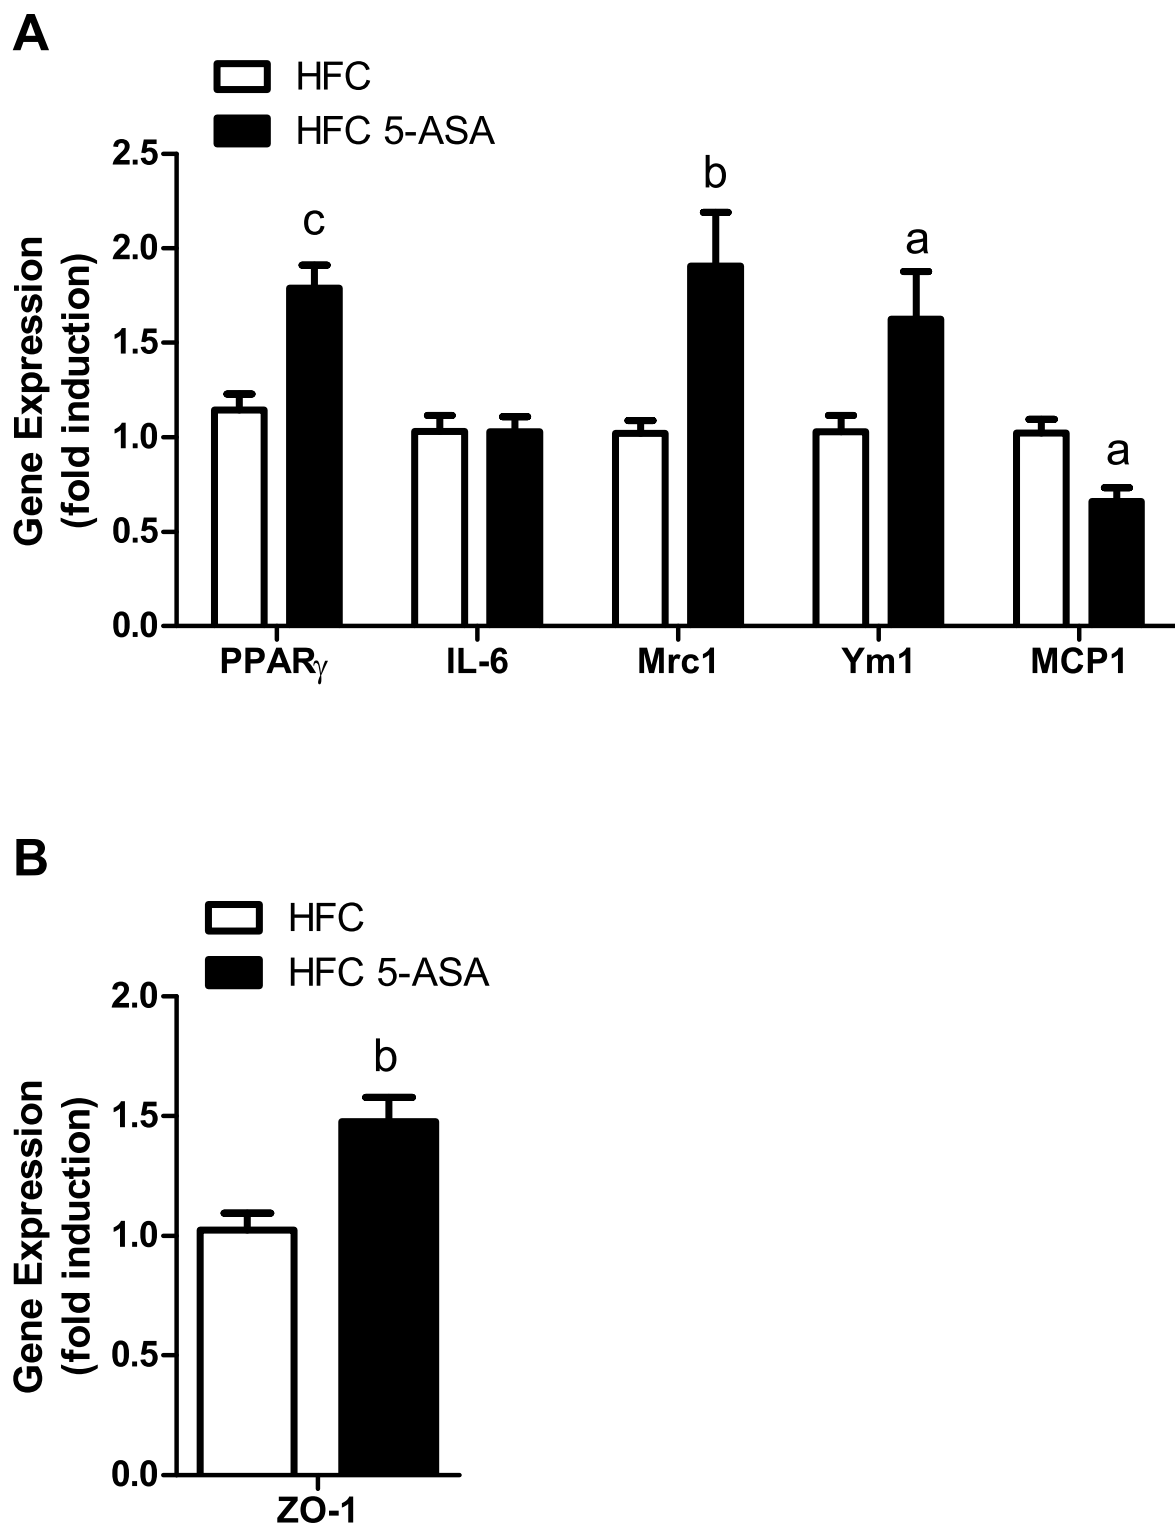 A
HFC
HFC 5-ASA
Gene Expression
(fold induction)
2.5
2.0
1.5
1.0
0.5
0.0
c
b
a
a
PPARγ IL-6 Mrc1 Ym1 MCP1
B
HFC
HFC 5-ASA
Gene Expression
(fold induction)
2.0
1.5
1.0
0.5
0.0
b
ZO-1